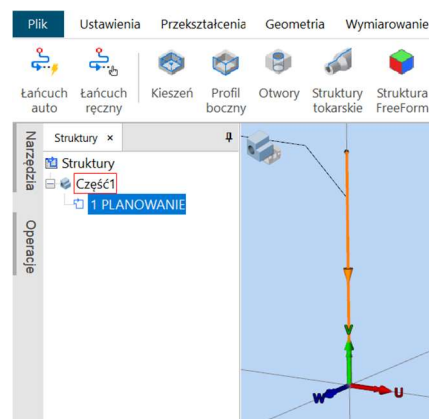 Plik Ustawienia Przekształcenia Geometria Wymiarowanie
Łańcuch auto
Łańcuch ręczny
Kieszeń
Profil boczny
Otwory
Struktury tokarskie
Struktura FreeForm
Narzędzia
Operacje
Struktury ×
Struktury
Część1
1 PLANOWANIE
V
W
U